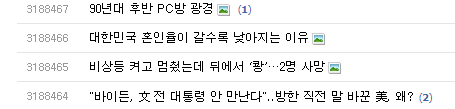 3188467 90년대 후반 PC방 광경 (1)
3188466 대한민국 혼인율이 갈수록 낮아지는 이유
3188465 비상등 켜고 멈췄는데 뒤에서 ‘쾅’…2명 사망
3188464 "바이든, 文 전 대통령 안 만난다"..방한 직전 말 바꾼 美, 왜? (2)